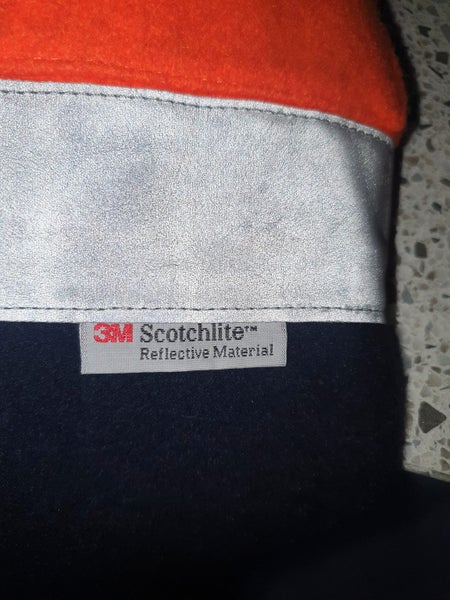 3M Scotchlite™
Reflective Material